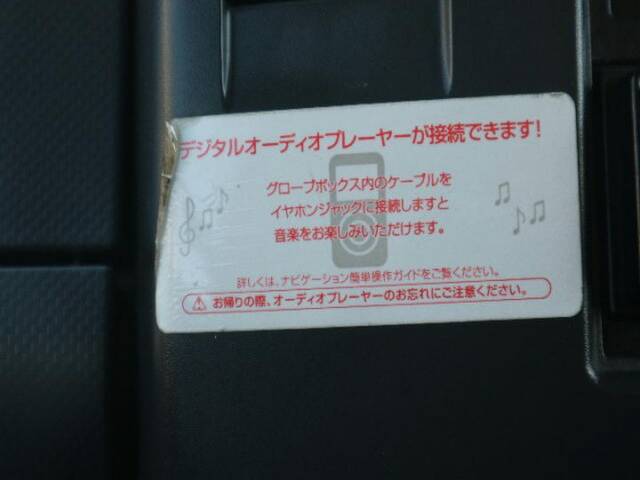 デジタルオーディオプレーヤーが接続できます!
グローブボックス内のケーブルを
イヤホンジャックに接続しますと
音楽をお楽しみいただけます。
詳しくは、ナビゲーション簡単操作ガイドをご覧ください。
お帰りの際、オーディオプレーヤーのお忘れにご注意ください。